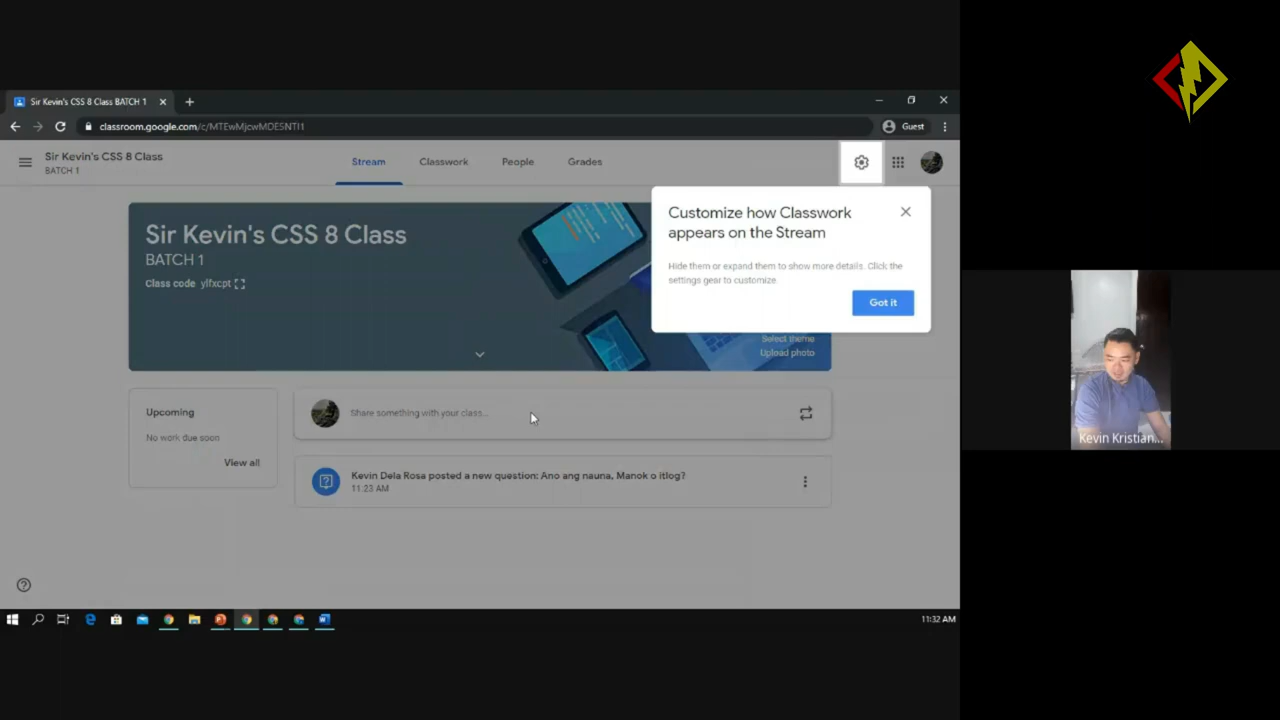 Sir Kevin's CSS 8 Class BATCH 1
classroom.google.com/c/MTEwMjcwMDE5NTI1
Guest
Sir Kevin's CSS 8 Class
BATCH 1
Stream
Classwork
People
Grades
Customize how Classwork
appears on the Stream
Hide them or expand them to show more details. Click the
settings gear to customize.
Got it
Sir Kevin's CSS 8 Class
BATCH 1
Class code ylfxcpt
Select theme
Upload photo
Upcoming
No work due soon
View all
Share something with your class...
Kevin Dela Rosa posted a new question: Ano ang nauna, Manok o itlog?
11:23 AM
Kevin Kristian...
11:32 AM